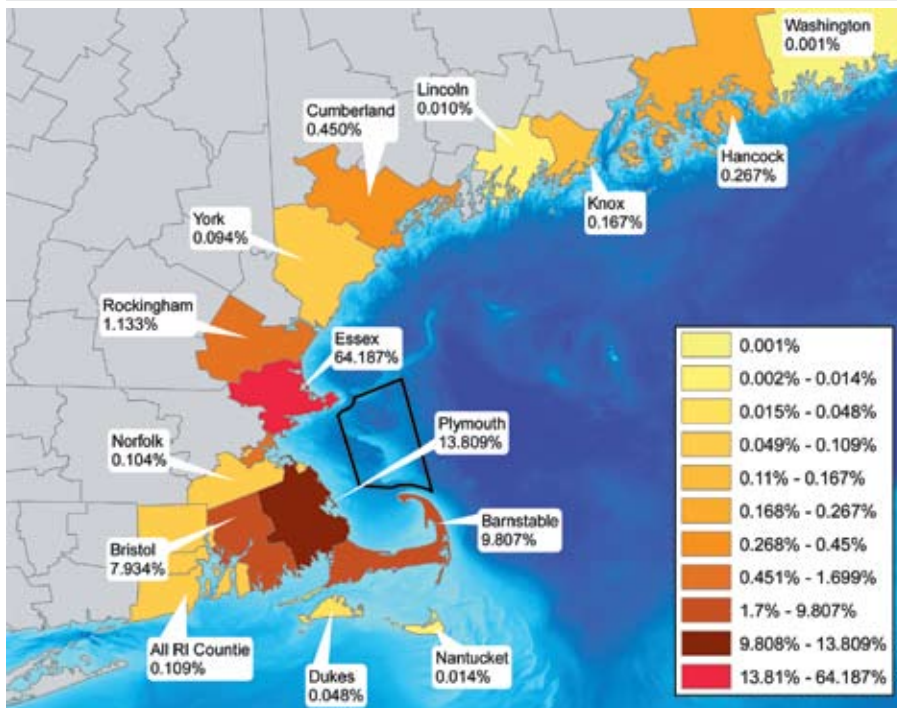 Washington
0.001%
Lincoln
0.010%
Cumberland
0.450%
Hancock
0.267%
Knox
0.167%
York
0.094%
Rockingham
1.133%
Essex
64.187%
Plymouth
13.809%
Norfolk
0.104%
Barnstable
9.807%
Bristol
7.934%
All RI Countie
0.109%
Dukes
0.048%
Nantucket
0.014%
0.001%
0.002% - 0.014%
0.015% - 0.048%
0.049% - 0.109%
0.11% - 0.167%
0.168% - 0.267%
0.268% - 0.45%
0.451% - 1.699%
1.7% - 9.807%
9.808% - 13.809%
13.81% - 64.187%